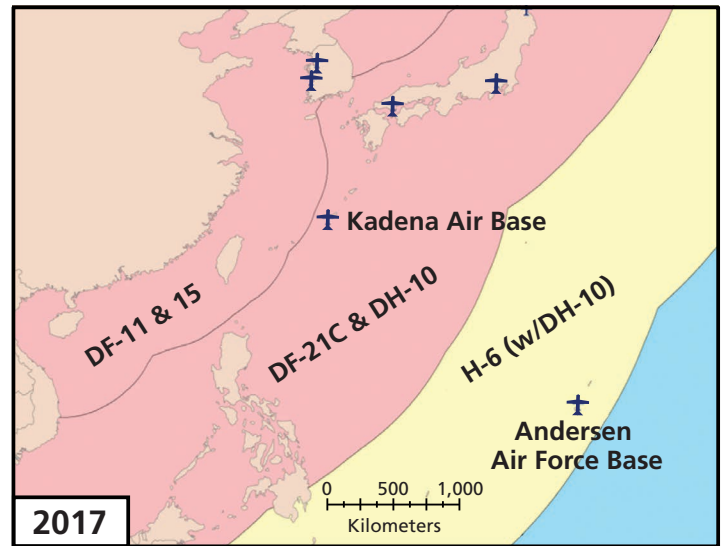 Kadena Air Base
DF-11 & 15
DF-21C & DH-10
H-6 (w/DH-10)
Andersen
Air Force Base
0 500 1,000
Kilometers
2017